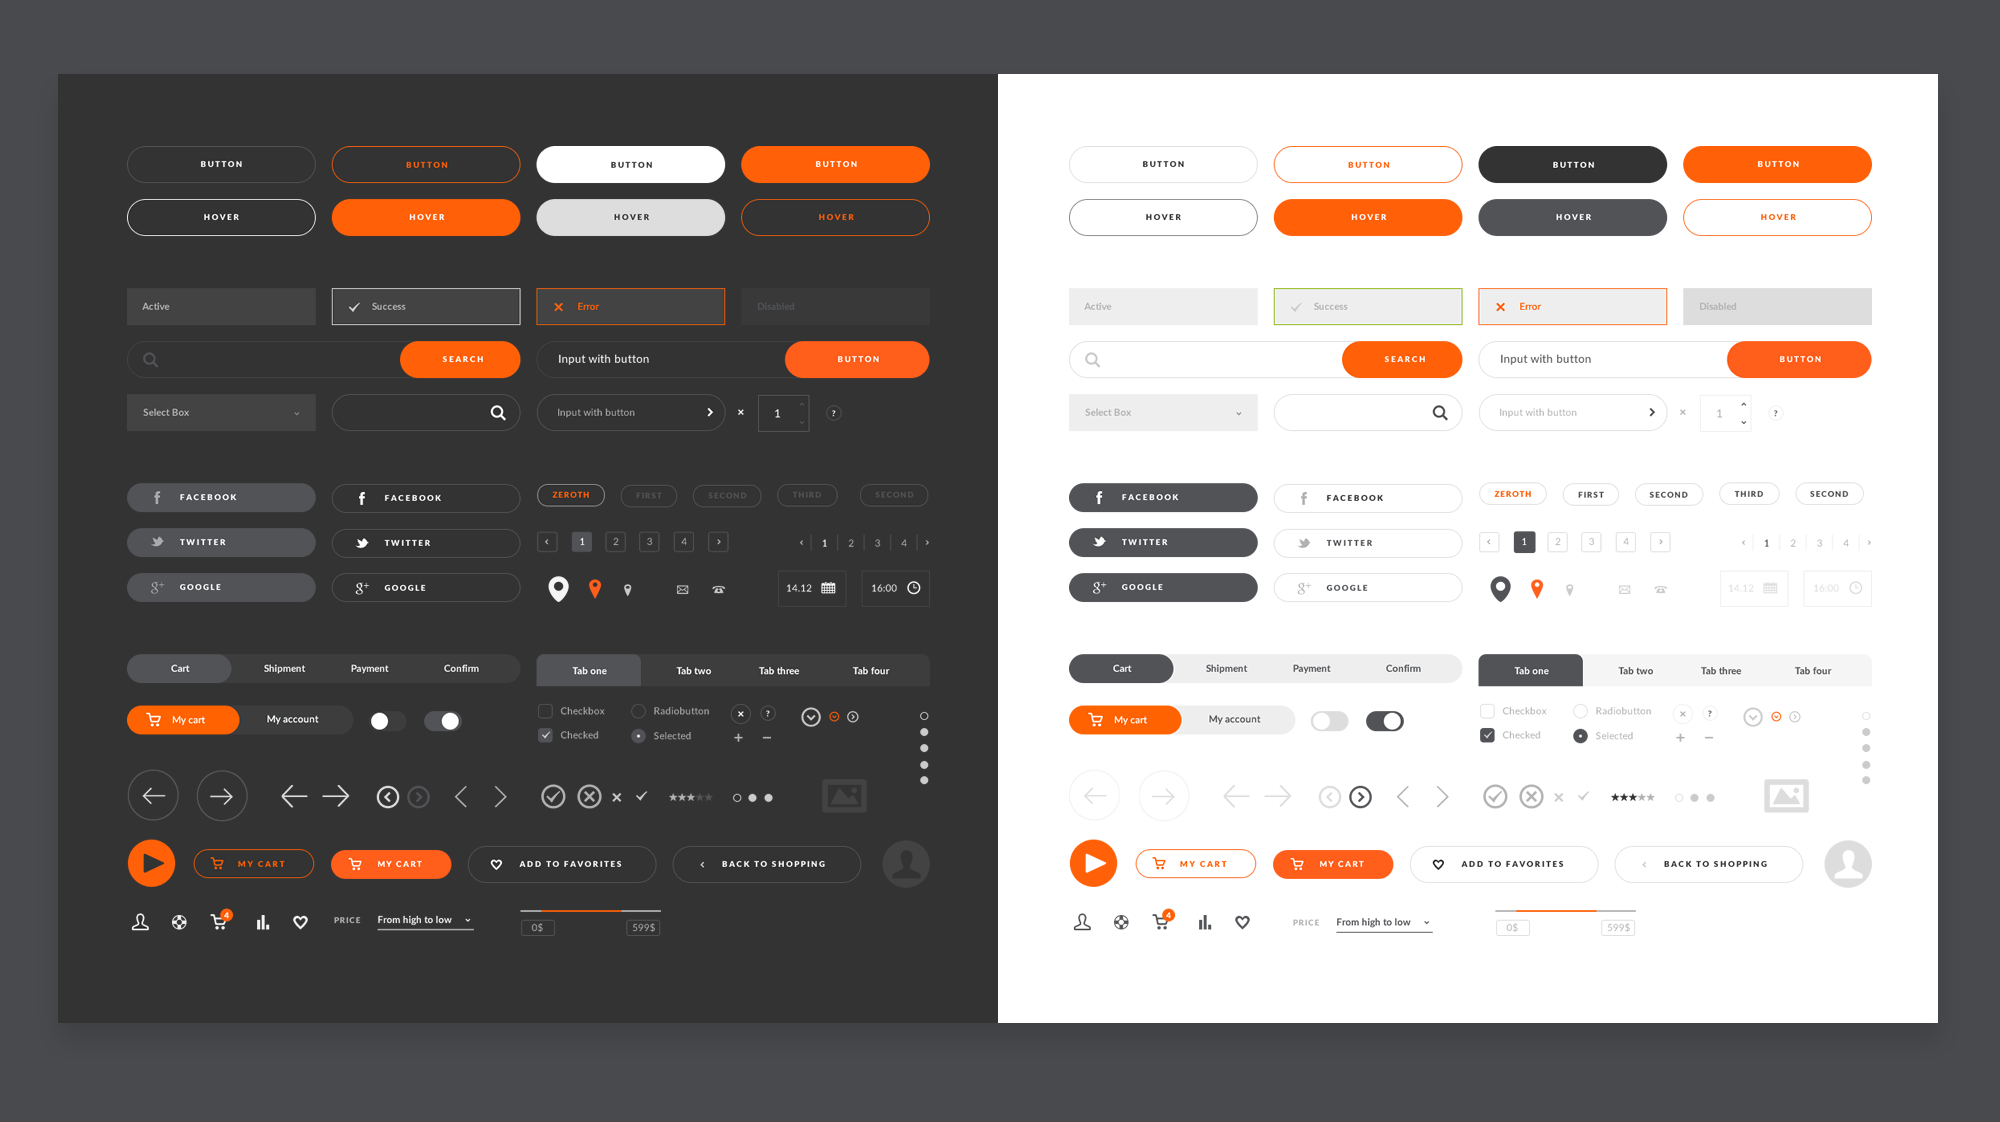 BUTTON BUTTON BUTTON BUTTON
HOVER HOVER HOVER HOVER
Active Success Error Disabled
SEARCH Input with button BUTTON
Select Box Input with button × 1 ?
FACEBOOK FACEBOOK ZEROTH FIRST SECOND THIRD SECOND
TWITTER TWITTER ‹ 1 2 3 4 › ‹ 1 2 3 4 ›
g+ GOOGLE g+ GOOGLE 14.12 16:00
Cart Shipment Payment Confirm Tab one Tab two Tab three Tab four
My cart My account Checkbox Radiobutton × ?
Checked Selected + −
MY CART MY CART ADD TO FAVORITES ‹ BACK TO SHOPPING
4 PRICE From high to low
0$ 599$
BUTTON BUTTON BUTTON BUTTON
HOVER HOVER HOVER HOVER
Active Success Error Disabled
SEARCH Input with button BUTTON
Select Box Input with button × 1 ?
FACEBOOK FACEBOOK ZEROTH FIRST SECOND THIRD SECOND
TWITTER TWITTER ‹ 1 2 3 4 › ‹ 1 2 3 4 ›
g+ GOOGLE g+ GOOGLE 14.12 16:00
Cart Shipment Payment Confirm Tab one Tab two Tab three Tab four
My cart My account Checkbox Radiobutton × ?
Checked Selected + −
MY CART MY CART ADD TO FAVORITES ‹ BACK TO SHOPPING
4 PRICE From high to low
0$ 599$